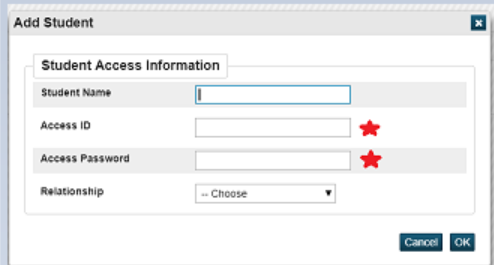 Add Student
x
Student Access Information
Student Name
Access ID
Access Password
Relationship
-- Choose
Cancel OK